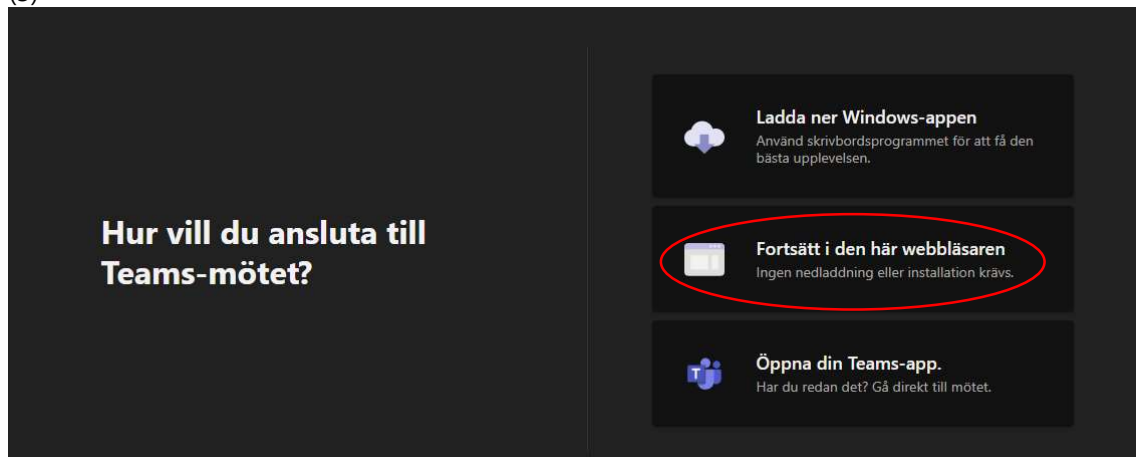 Ladda ner Windows-appen
Använd skrivbordsprogrammet för att få den
bästa upplevelsen.
Hur vill du ansluta till
Teams-mötet?
Fortsätt i den här webbläsaren
Ingen nedladdning eller installation krävs.
Öppna din Teams-app.
Har du redan det? Gå direkt till mötet.